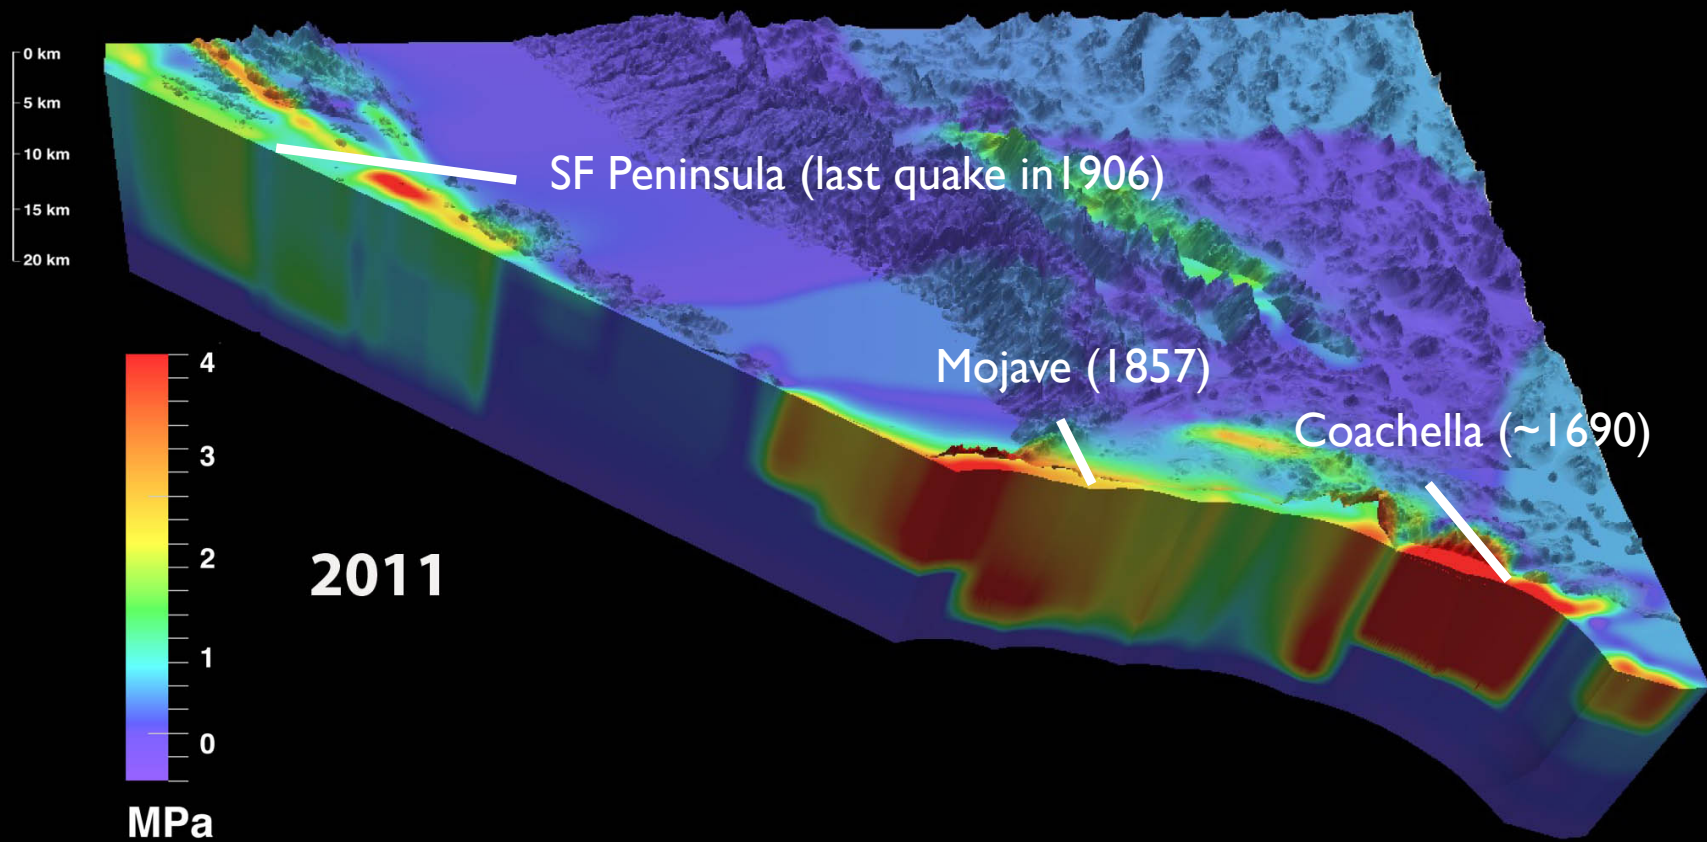 0 km
5 km
10 km
15 km
20 km
SF Peninsula (last quake in1906)
Mojave (1857)
Coachella (~1690)
4
3
2
1
0
MPa
2011